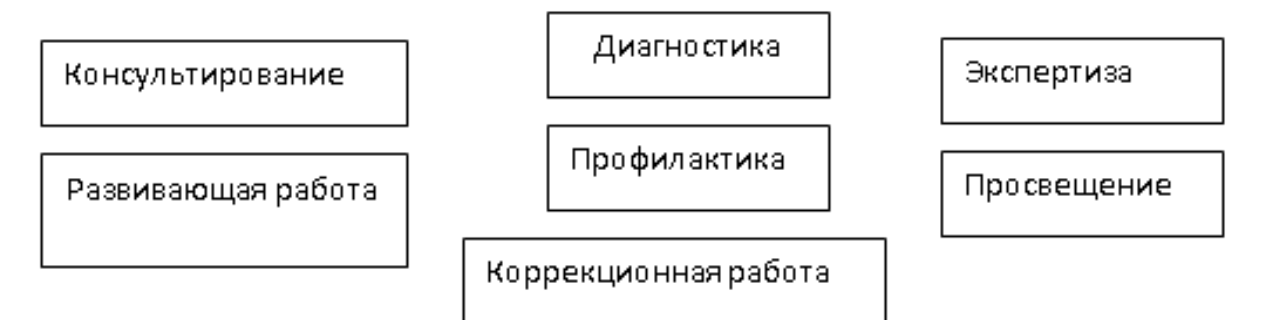 Консультирование
Диагностика
Экспертиза
Развивающая работа
Профилактика
Просвещение
Коррекционная работа